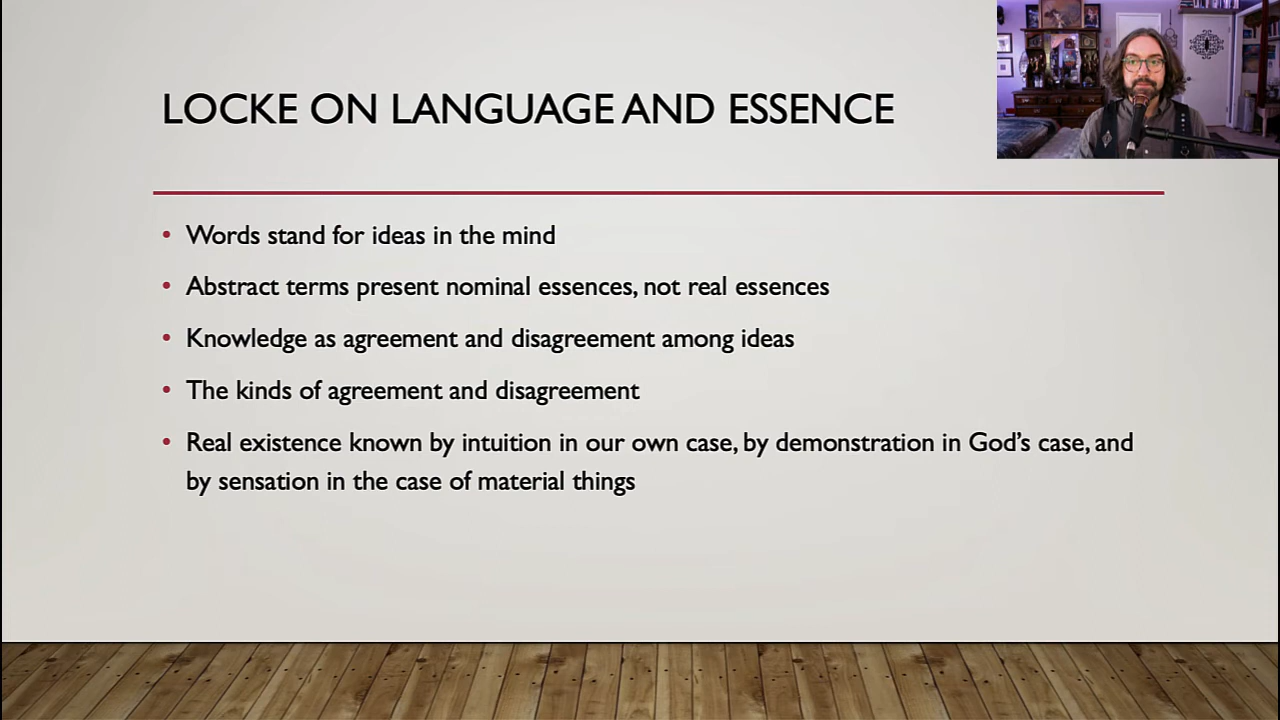 LOCKE ON LANGUAGE AND ESSENCE
• Words stand for ideas in the mind
• Abstract terms present nominal essences, not real essences
• Knowledge as agreement and disagreement among ideas
• The kinds of agreement and disagreement
• Real existence known by intuition in our own case, by demonstration in God’s case, and
by sensation in the case of material things